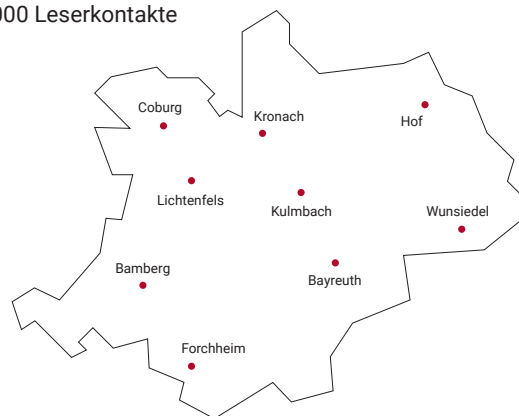 000 Leserkontakte
Coburg
Kronach
Hof
Lichtenfels
Kulmbach
Wunsiedel
Bamberg
Bayreuth
Forchheim